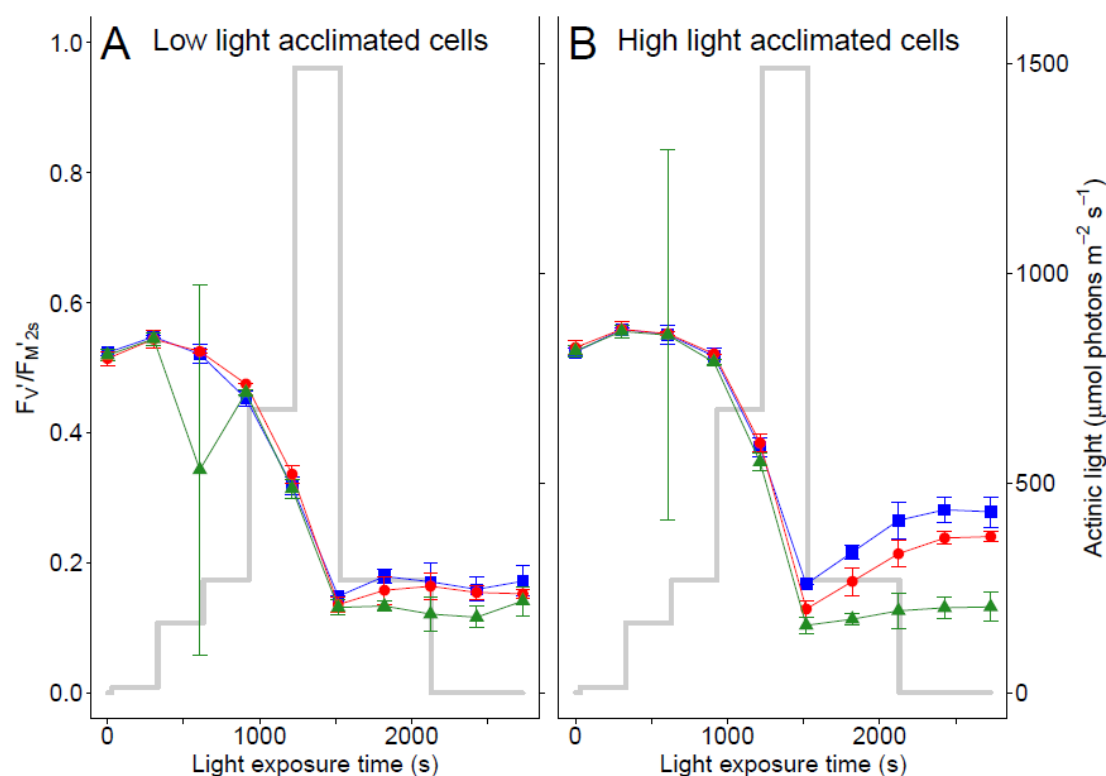 A Low light acclimated cells
B High light acclimated cells
1.0
0.8
0.6
0.4
0.2
0.0
FV'/FM'2s
0
1000
2000
Light exposure time (s)
0
1000
2000
Light exposure time (s)
1500
1000
500
0
Actinic light (μmol photons m−2 s−1)